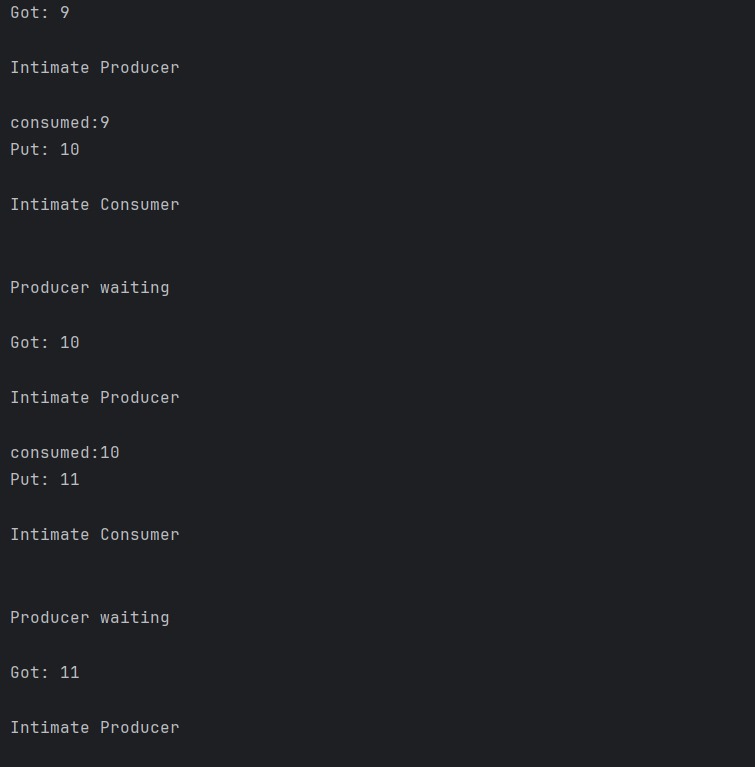 Got: 9
Intimate Producer
consumed:9
Put: 10
Intimate Consumer
Producer waiting
Got: 10
Intimate Producer
consumed:10
Put: 11
Intimate Consumer
Producer waiting
Got: 11
Intimate Producer